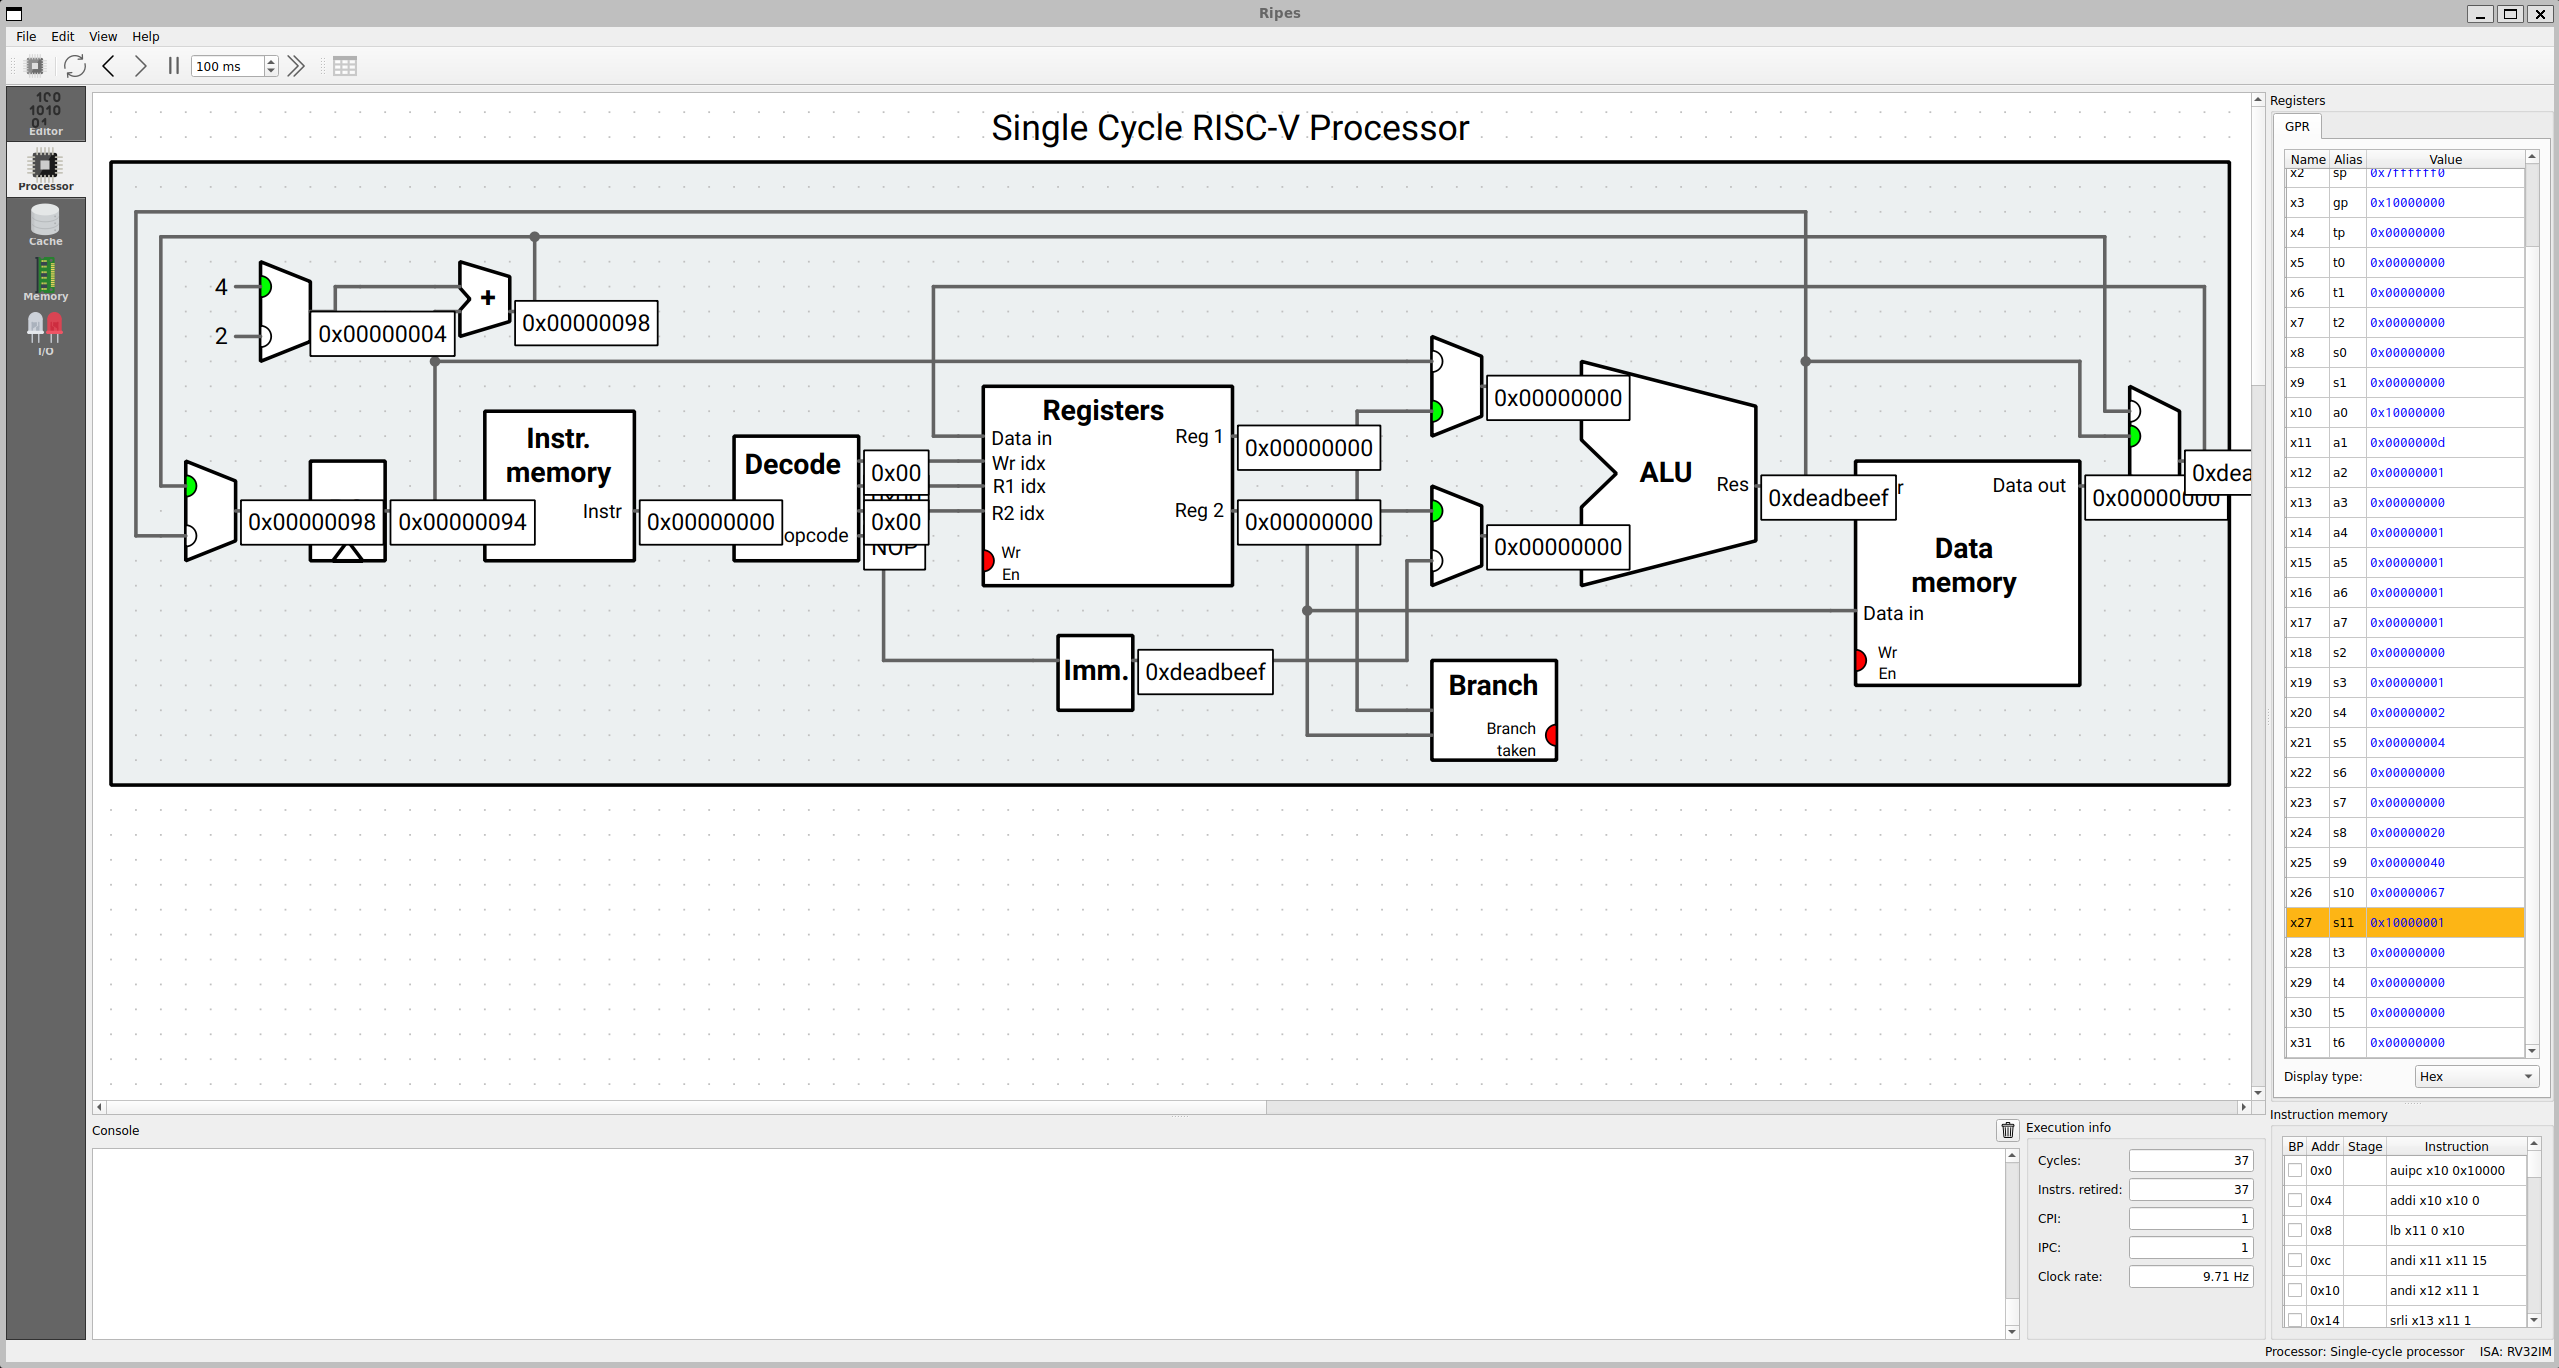 Ripes
File Edit View Help
100 ms
Editor
Processor
Cache
Memory
I/O
Single Cycle RISC-V Processor
4
2
0x00000004
+
0x00000098
0x00000098
0x00000094
Instr. memory
Instr
0x00000000
Decode
opcode
0x00
0x00
NOP
Registers
Data in
Wr idx
R1 idx
R2 idx
Wr
En
Reg 1
Reg 2
0x00000000
0x00000000
0x00000000
0x00000000
ALU
Res
0xdeadbeef
r
Data out
Data memory
Data in
Wr
En
0x00000000
0xdea
Imm.
0xdeadbeef
Branch
Branch taken
Registers
GPR
Name Alias Value
x2 sp 0x7ffffff0
x3 gp 0x10000000
x4 tp 0x00000000
x5 t0 0x00000000
x6 t1 0x00000000
x7 t2 0x00000000
x8 s0 0x00000000
x9 s1 0x00000000
x10 a0 0x10000000
x11 a1 0x0000000d
x12 a2 0x00000001
x13 a3 0x00000000
x14 a4 0x00000001
x15 a5 0x00000001
x16 a6 0x00000001
x17 a7 0x00000001
x18 s2 0x00000000
x19 s3 0x00000001
x20 s4 0x00000002
x21 s5 0x00000004
x22 s6 0x00000000
x23 s7 0x00000000
x24 s8 0x00000020
x25 s9 0x00000040
x26 s10 0x00000067
x27 s11 0x10000001
x28 t3 0x00000000
x29 t4 0x00000000
x30 t5 0x00000000
x31 t6 0x00000000
Display type: Hex
Console
Execution info
Cycles: 37
Instrs. retired: 37
CPI: 1
IPC: 1
Clock rate: 9.71 Hz
Instruction memory
BP Addr Stage Instruction
0x0 auipc x10 0x10000
0x4 addi x10 x10 0
0x8 lb x11 0 x10
0xc andi x11 x11 15
0x10 andi x12 x11 1
0x14 srli x13 x11 1
Processor: Single-cycle processor ISA: RV32IM